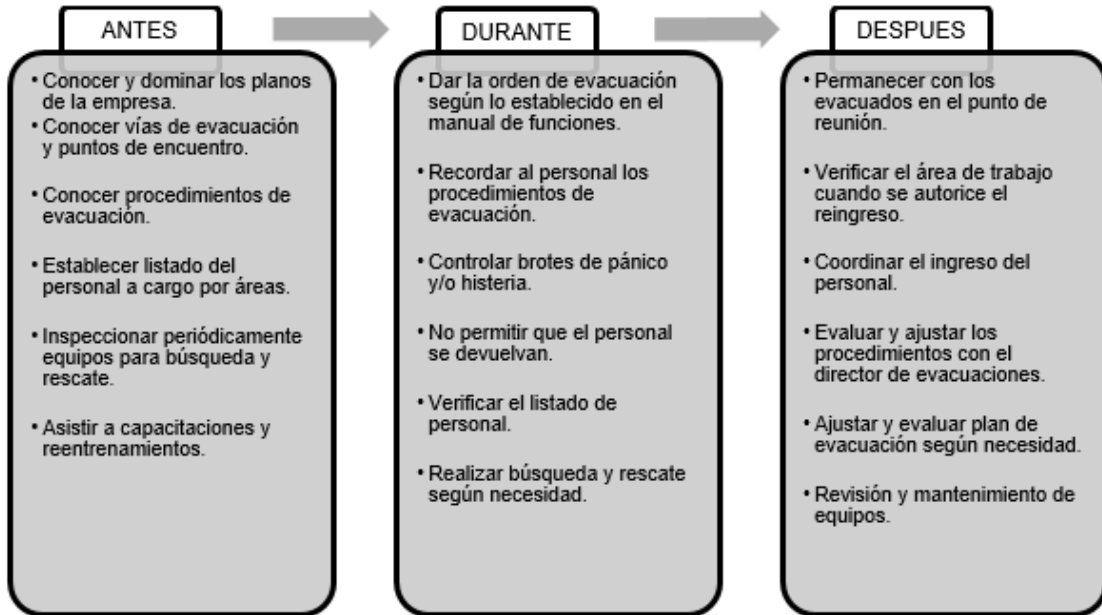 ANTES
• Conocer y dominar los planos
de la empresa.
• Conocer vías de evacuación
y puntos de encuentro.
• Conocer procedimientos de
evacuación.
• Establecer listado del
personal a cargo por áreas.
• Inspeccionar periódicamente
equipos para búsqueda y
rescate.
• Asistir a capacitaciones y
reentrenamientos.
DURANTE
• Dar la orden de evacuación
según lo establecido en el
manual de funciones.
• Recordar al personal los
procedimientos de
evacuación.
• Controlar brotes de pánico
y/o histeria.
• No permitir que el personal
se devuelvan.
• Verificar el listado de
personal.
• Realizar búsqueda y rescate
según necesidad.
DESPUES
• Permanecer con los
evacuados en el punto de
reunión.
• Verificar el área de trabajo
cuando se autorice el
reingreso.
• Coordinar el ingreso del
personal.
• Evaluar y ajustar los
procedimientos con el
director de evacuaciones.
• Ajustar y evaluar plan de
evacuación según necesidad.
• Revisión y mantenimiento de
equipos.